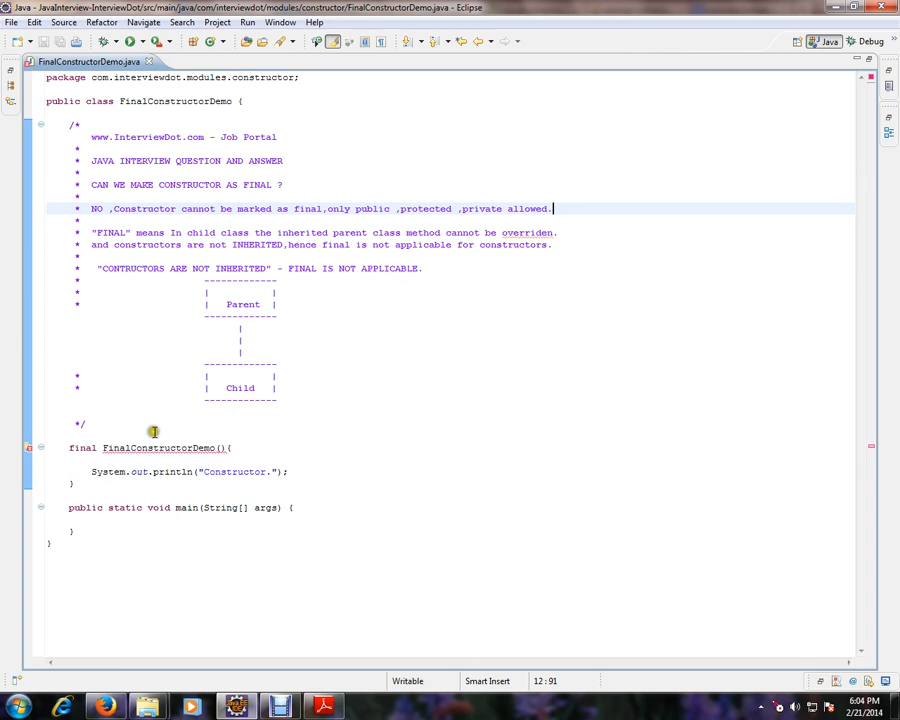 Java - JavaInterview-InterviewDot/src/main/java/com/interviewdot/modules/constructor/FinalConstructorDemo.java - Eclipse
File Edit Source Refactor Navigate Search Project Run Window Help
Java Debug
FinalConstructorDemo.java
package com.interviewdot.modules.constructor;
public class FinalConstructorDemo {
/*
www.InterviewDot.com - Job Portal
*
* JAVA INTERVIEW QUESTION AND ANSWER
*
* CAN WE MAKE CONSTRUCTOR AS FINAL ?
*
* NO ,Constructor cannot be marked as final,only public ,protected ,private allowed.
*
* "FINAL" means In child class the inherited parent class method cannot be overriden.
* and constructors are not INHERITED,hence final is not applicable for constructors.
*
* "CONTRUCTORS ARE NOT INHERITED" - FINAL IS NOT APPLICABLE.
* -------------
* | |
* | Parent |
-------------
|
|
|
-------------
* | |
* | Child |
-------------
*/
final FinalConstructorDemo(){
System.out.println("Constructor.");
}
public static void main(String[] args) {
}
}
Writable Smart Insert 12:91
6:04 PM
2/21/2014